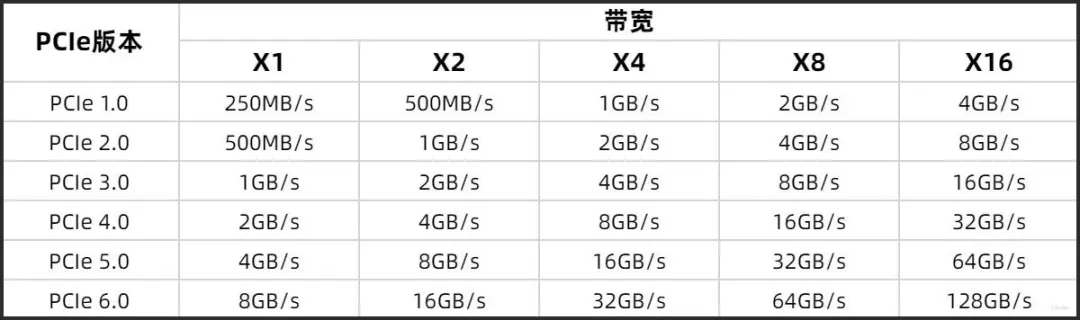 PCIe版本 带宽
X1 X2 X4 X8 X16
PCIe 1.0 250MB/s 500MB/s 1GB/s 2GB/s 4GB/s
PCIe 2.0 500MB/s 1GB/s 2GB/s 4GB/s 8GB/s
PCIe 3.0 1GB/s 2GB/s 4GB/s 8GB/s 16GB/s
PCIe 4.0 2GB/s 4GB/s 8GB/s 16GB/s 32GB/s
PCIe 5.0 4GB/s 8GB/s 16GB/s 32GB/s 64GB/s
PCIe 6.0 8GB/s 16GB/s 32GB/s 64GB/s 128GB/s